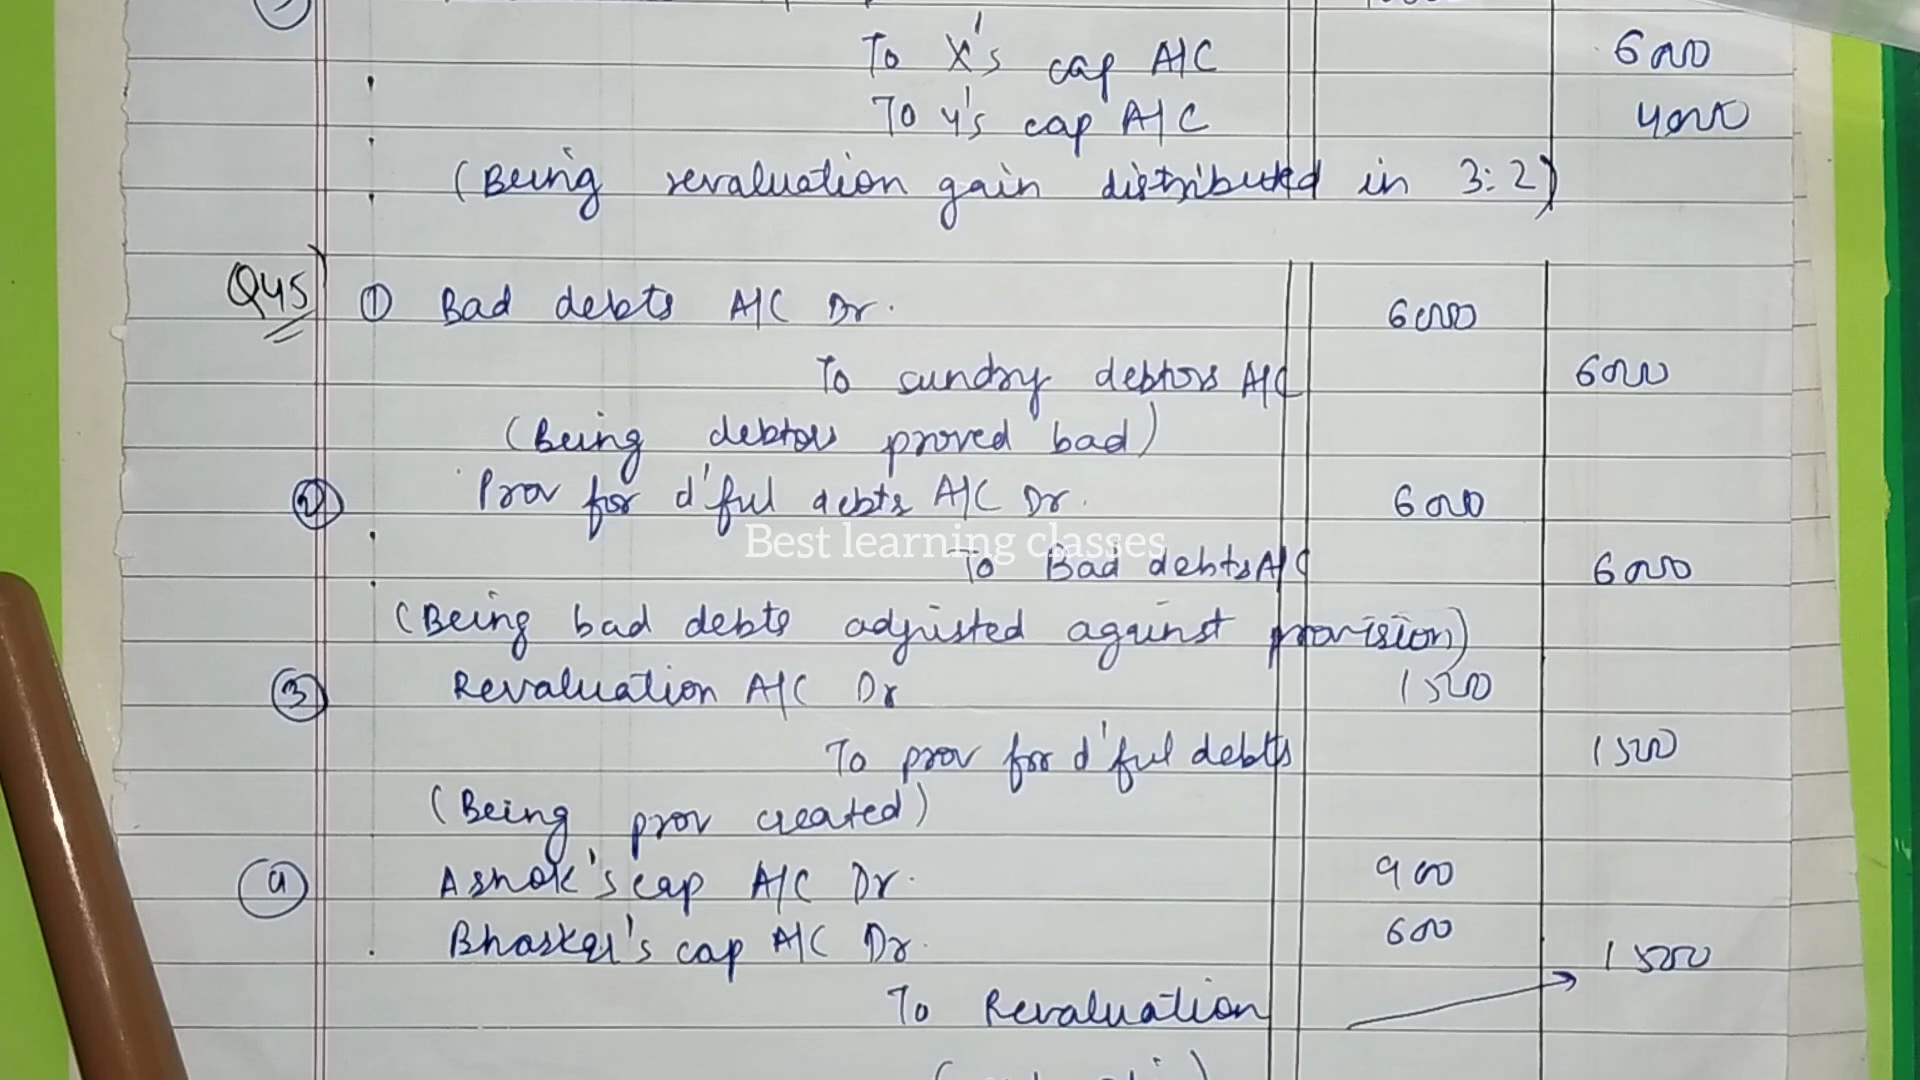 To X's cap A/C 6000
To Y's cap A/C 4000
(Being revaluation gain distributed in 3:2)
Q45) ① Bad debts A/C Dr. 6000
To sundry debtors A/C 6000
(Being debtors proved bad)
② Prov for d'ful debts A/C Dr. 6000
Best learning classes
To Bad debts A/C 6000
(Being bad debts adjusted against provision)
③ Revaluation A/C Dr 1500
To prov for d'ful debts 1500
(Being prov created)
④ Ashok's cap A/C Dr. 900
Bhaskar's cap A/C Dr. 600
1500
To Revaluation